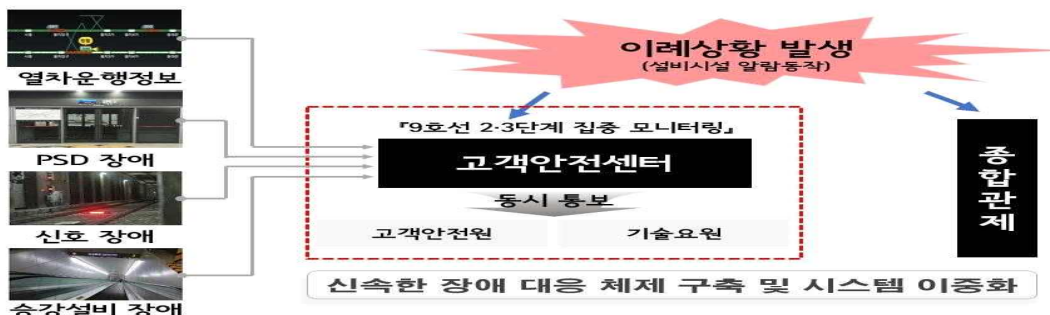 열차운행정보
PSD 장애
신호 장애
승강설비 장애
이례상황 발생
(설비시설 알람동작)
『9호선 2·3단계 집중 모니터링』
고객안전센터
동시 통보
고객안전원
기술요원
종합관제
신속한 장애 대응 체제 구축 및 시스템 이중화